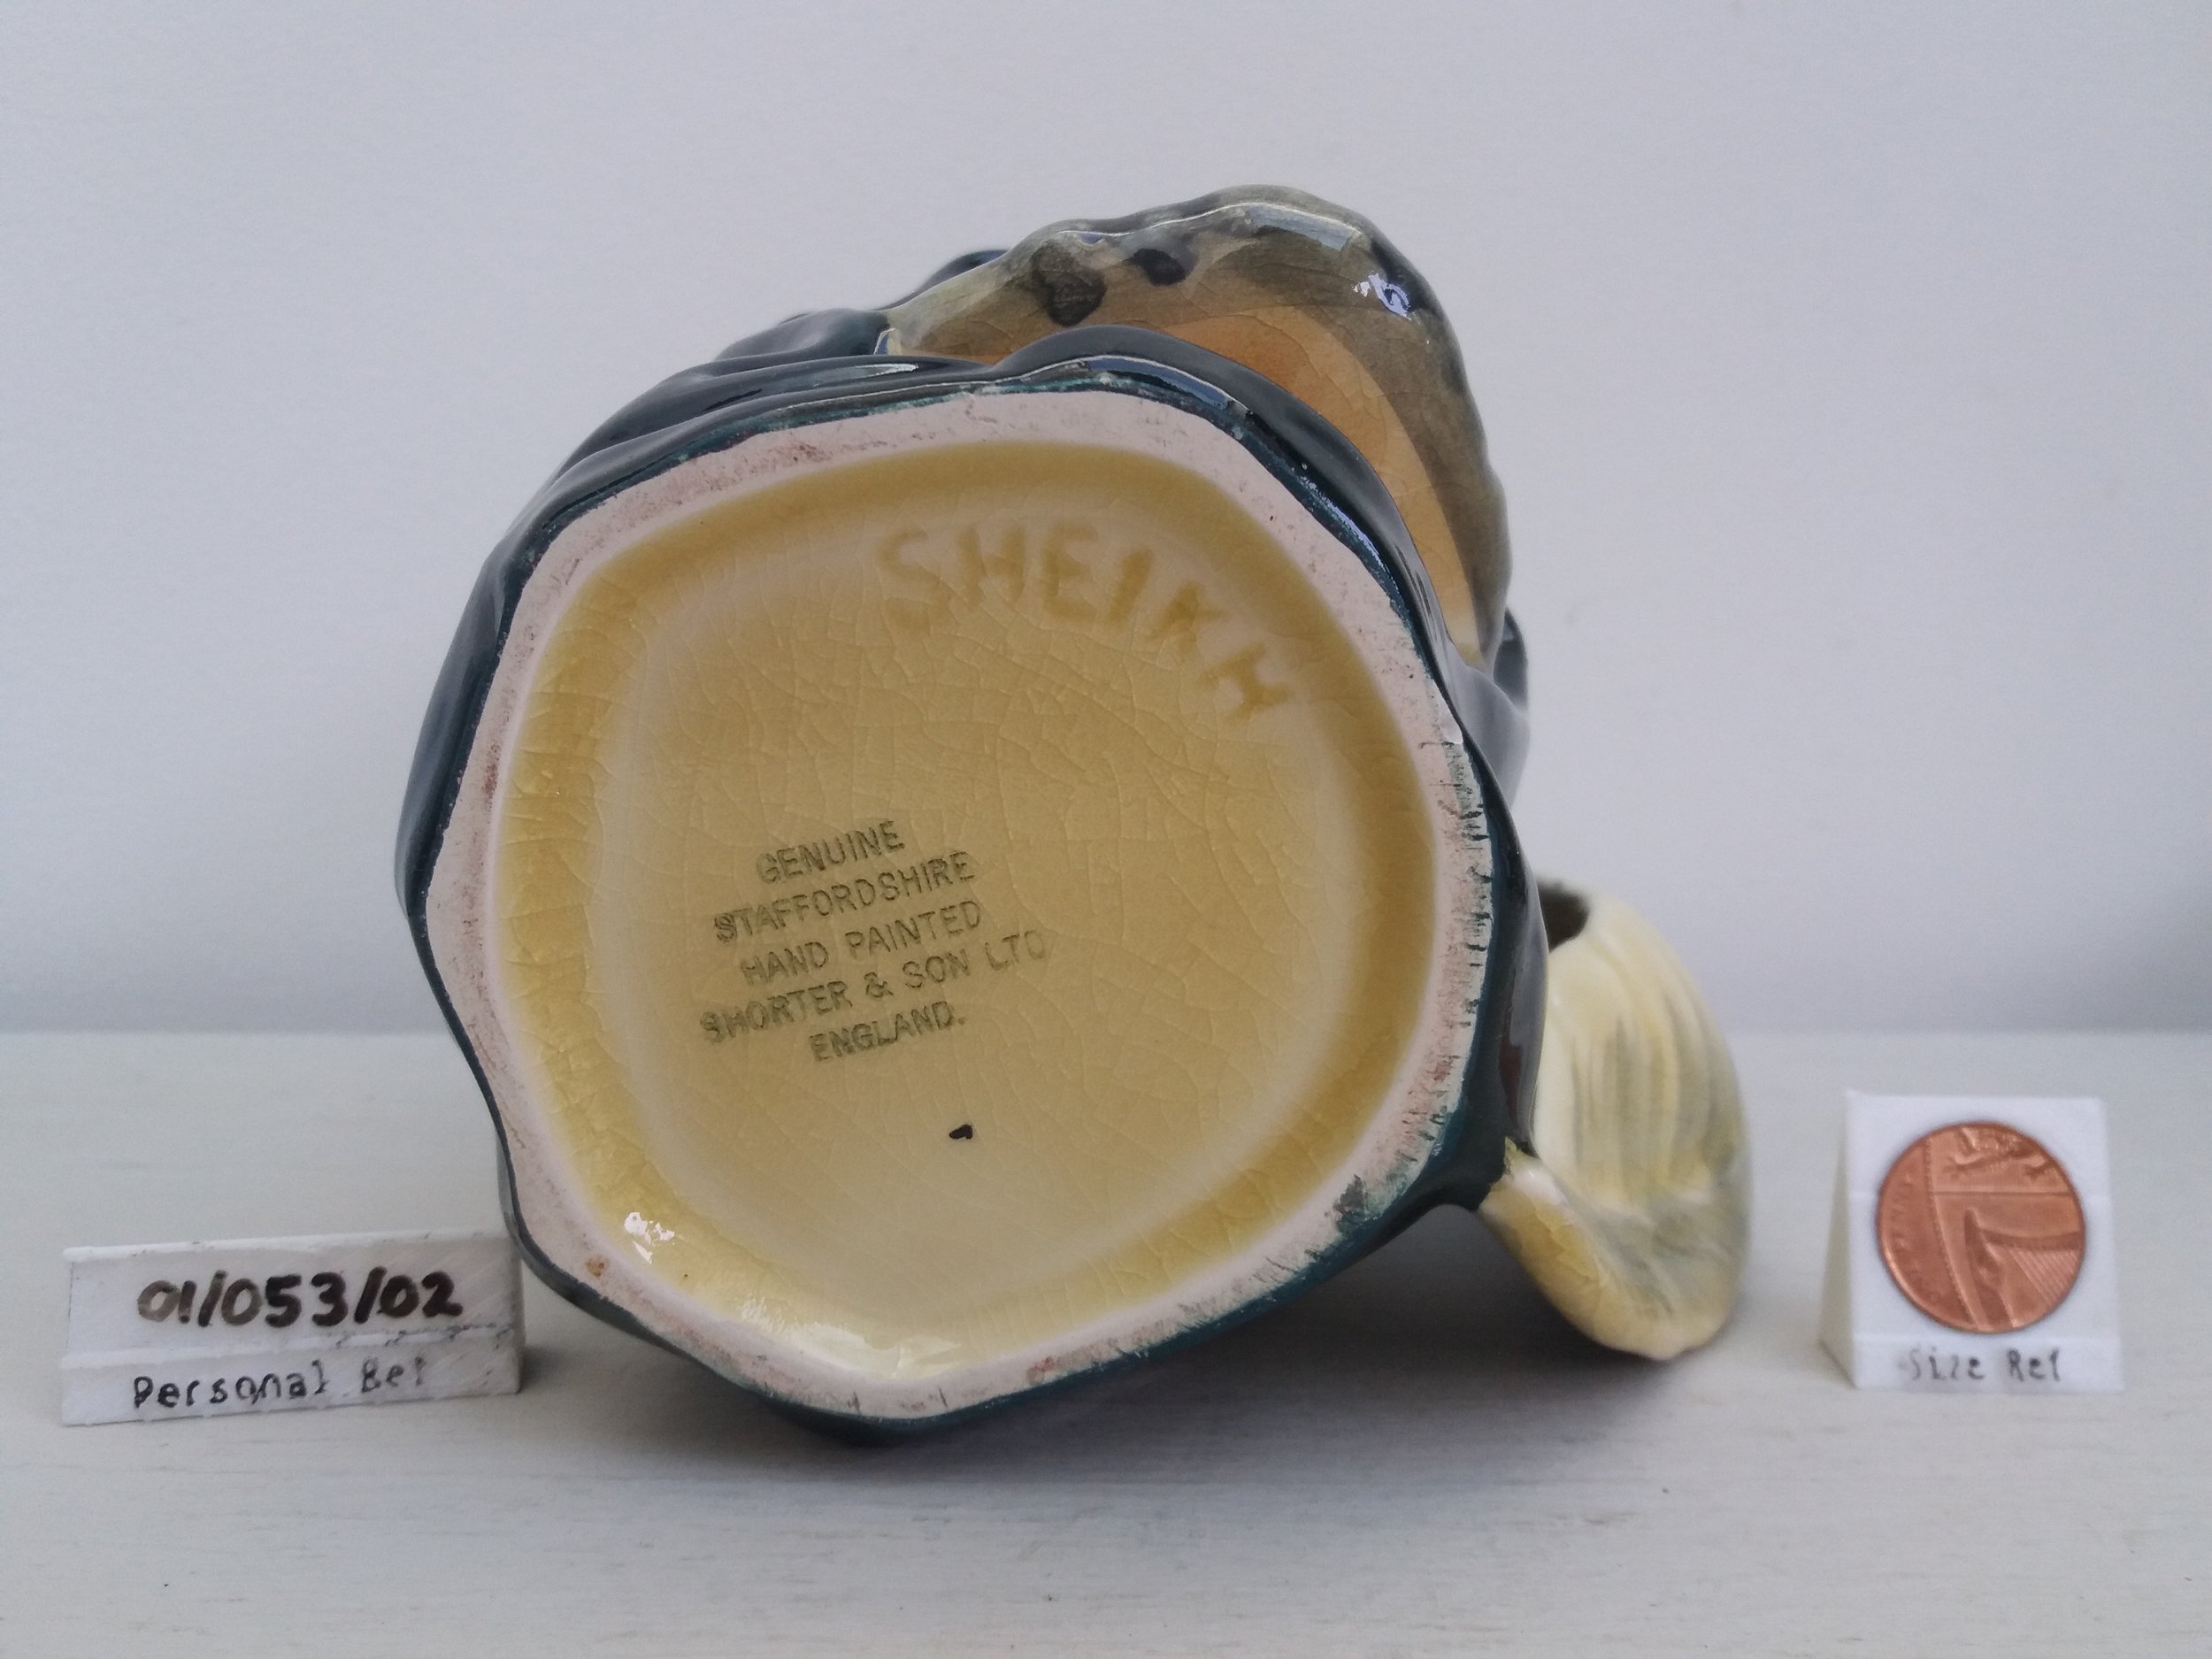 SHEIKH
GENUINE
STAFFORDSHIRE
HAND PAINTED
SHORTER & SON LTD
ENGLAND.
01/053/02
Personal Ref
Size Ref